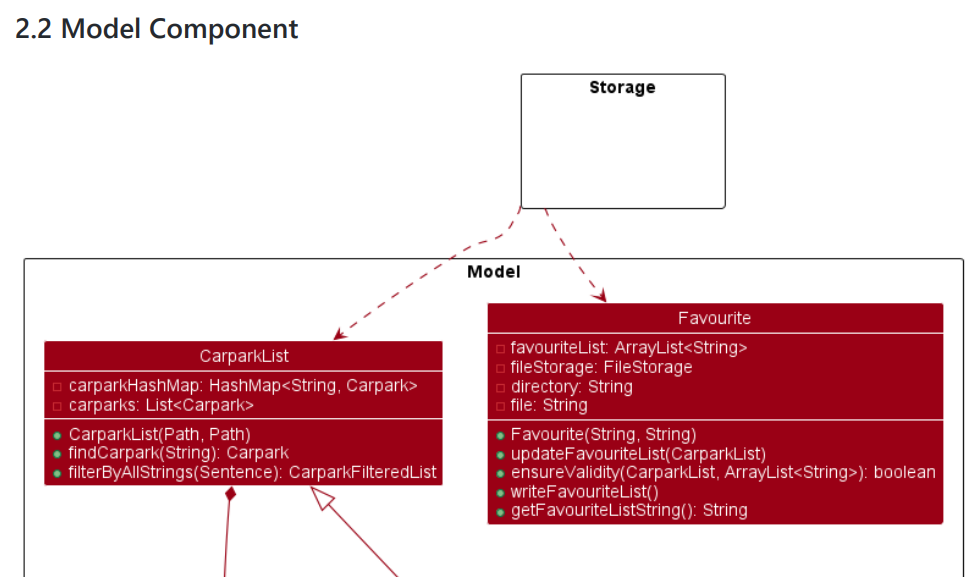 2.2 Model Component
Storage
Model
CarparkList
carparkHashMap: HashMap<String, Carpark>
carparks: List<Carpark>
CarparkList(Path, Path)
findCarpark(String): Carpark
filterByAllStrings(Sentence): CarparkFilteredList
Favourite
favouriteList: ArrayList<String>
fileStorage: FileStorage
directory: String
file: String
Favourite(String, String)
updateFavouriteList(CarparkList)
ensureValidity(CarparkList, ArrayList<String>): boolean
writeFavouriteList()
getFavouriteListString(): String